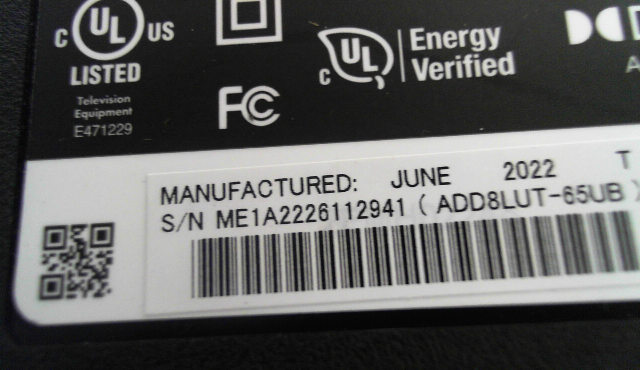 c UL US
LISTED
Television
Equipment
E471229
FC
c UL Energy
Verified
MANUFACTURED: JUNE 2022 T
S/N ME1A2226112941 ( ADD8LUT-65UB )